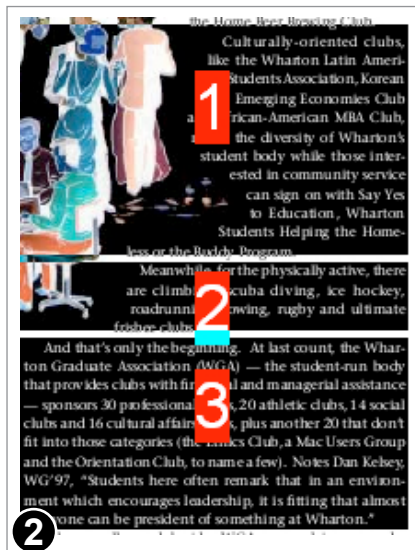 the Home Beer Brewing Club.
Culturally-oriented clubs,
like the Wharton Latin Ameri-
Students Association, Korean
1
Emerging Economies Club
African-American MBA Club,
the diversity of Wharton's
student body while those inter-
ested in community service
can sign on with Say Yes
to Education, Wharton
Students Helping the Home-
less or the Buddy Program.
Meanwhile, for the physically active, there
are climbing, scuba diving, ice hockey,
2
rowing, rugby and ultimate
frisbee clubs
And that's only the beginning. At last count, the Whar-
ton Graduate Association (WGA) — the student-run body
that provides clubs with financial and managerial assistance
3
— sponsors 30 professional 20 athletic clubs, 14 social
clubs and 16 cultural affairs plus another 20 that don't
fit into those categories (the Ethics Club, a Mac Users Group
and the Orientation Club, to name a few). Notes Dan Kelsey,
WG'97, "Students here often remark that in an environ-
ment which encourages leadership, it is fitting that almost
2
one can be president of something at Wharton."